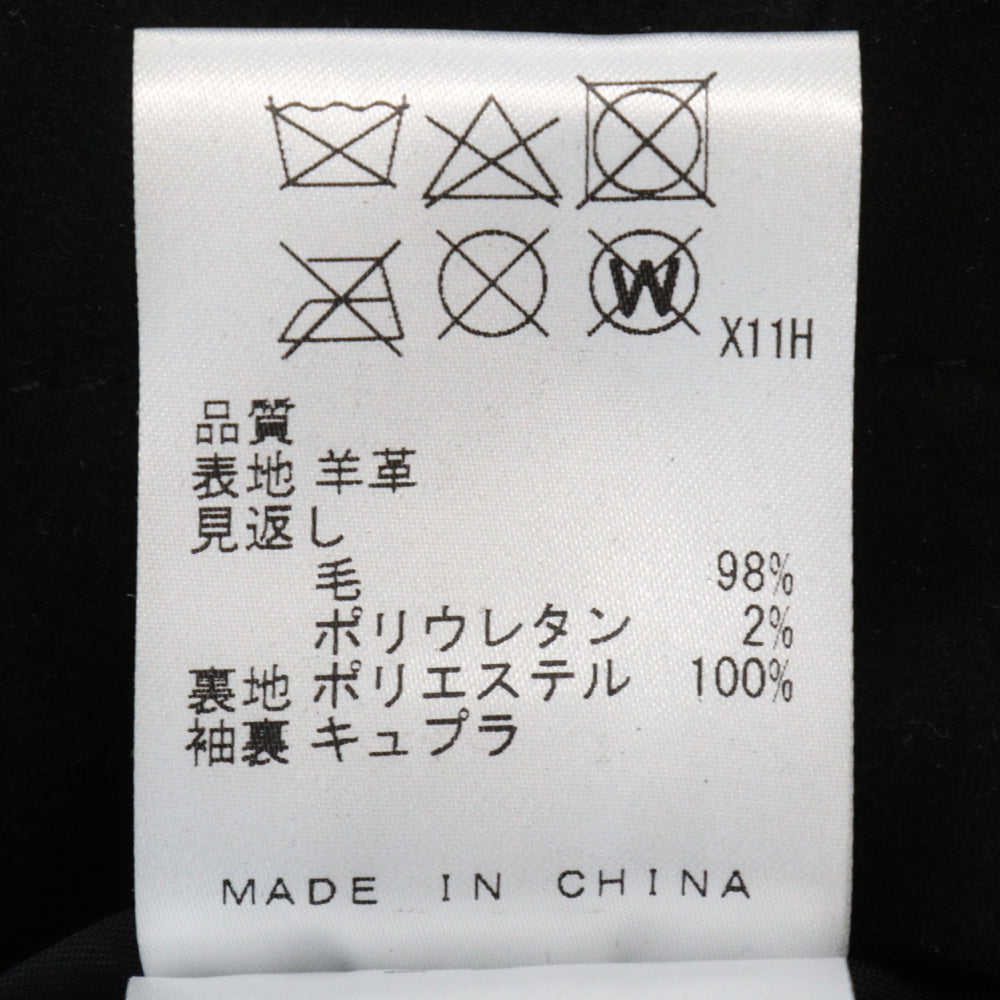 W
X11H
品質
表地 羊革
見返し
毛 98%
ポリウレタン 2%
裏地 ポリエステル 100%
袖裏 キュプラ
MADE IN CHINA